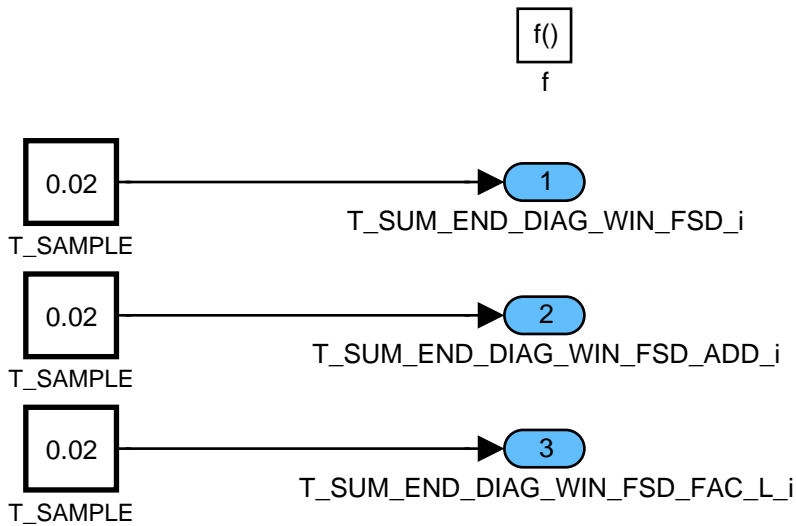 f()
f
0.02
1
T_SAMPLE
T_SUM_END_DIAG_WIN_FSD_i
0.02
2
T_SAMPLE
T_SUM_END_DIAG_WIN_FSD_ADD_i
0.02
3
T_SAMPLE
T_SUM_END_DIAG_WIN_FSD_FAC_L_i